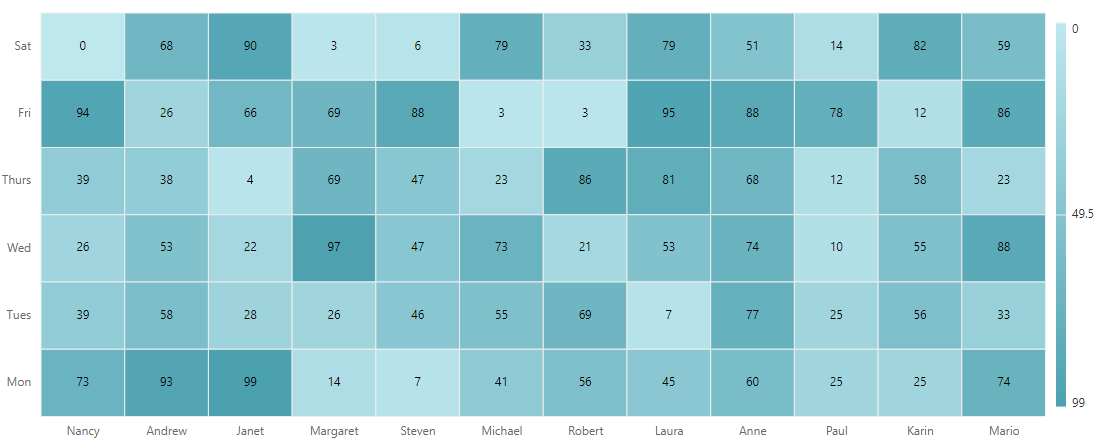 Sat 0 68 90 3 6 79 33 79 51 14 82 59 0
Fri 94 26 66 69 88 3 3 95 88 78 12 86
Thurs 39 38 4 69 47 23 86 81 68 12 58 23
49.5
Wed 26 53 22 97 47 73 21 53 74 10 55 88
Tues 39 58 28 26 46 55 69 7 77 25 56 33
Mon 73 93 99 14 7 41 56 45 60 25 25 74
99
Nancy Andrew Janet Margaret Steven Michael Robert Laura Anne Paul Karin Mario